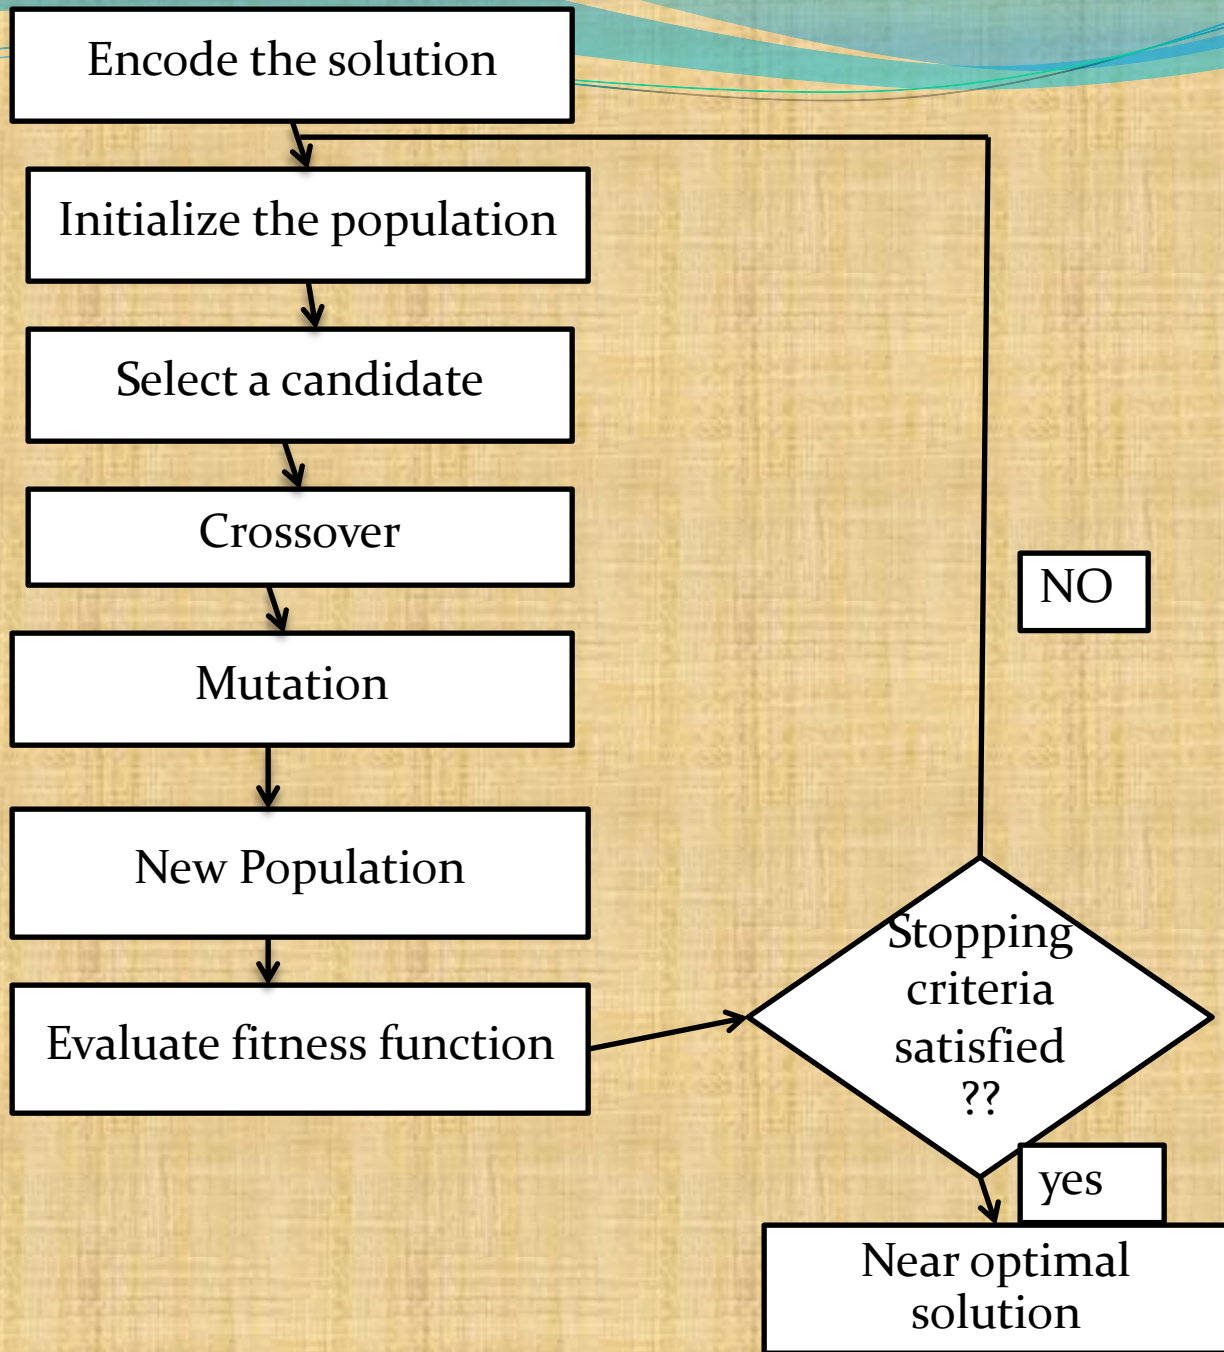 Encode the solution
Initialize the population
Select a candidate
Crossover
Mutation
New Population
Evaluate fitness function
Stopping
criteria
satisfied
??
NO
yes
Near optimal
solution